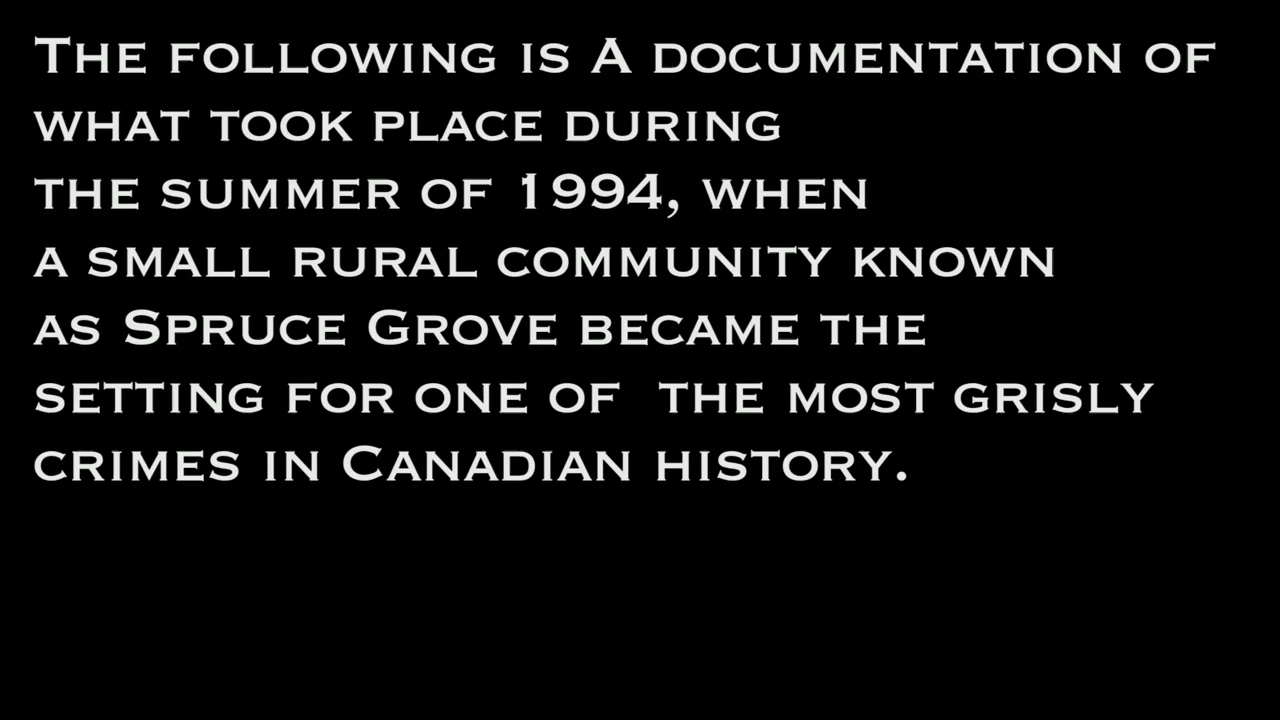 The following is A documentation of
what took place during
the summer of 1994, when
a small rural community known
as Spruce Grove became the
setting for one of  the most grisly
crimes in Canadian history.